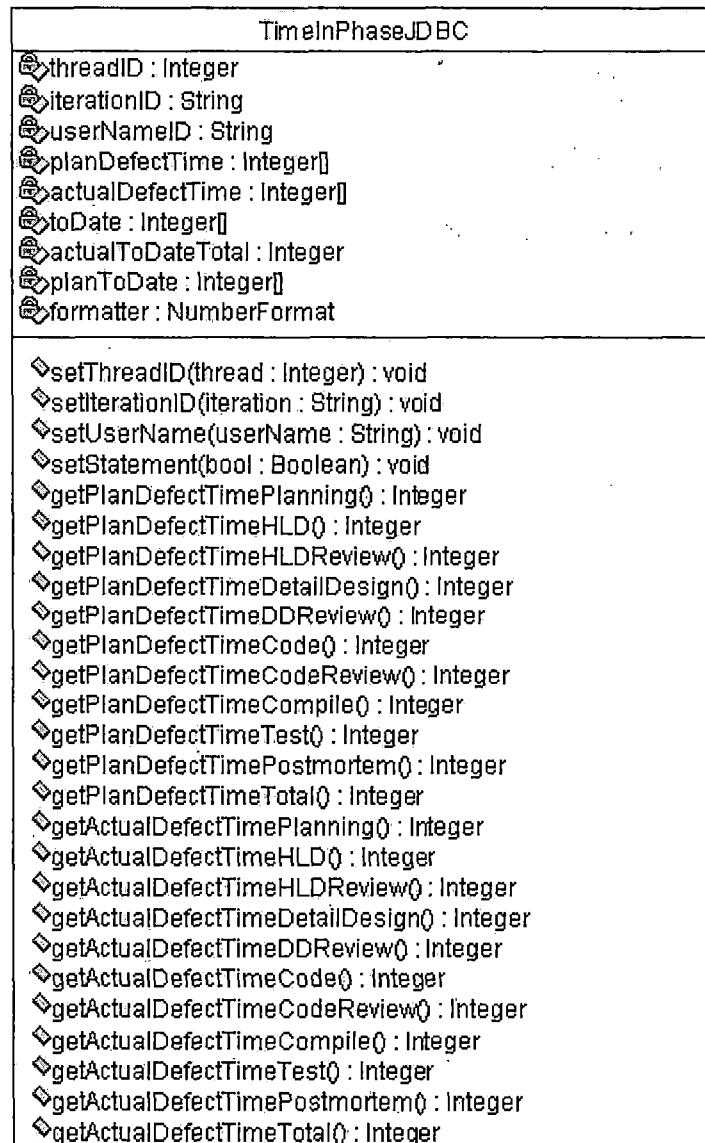 TimeInPhaseJDBC
threadID : Integer
iterationID : String
userNameID : String
planDefectTime : Integer[]
actualDefectTime : Integer[]
toDate : Integer[]
actualToDateTotal : Integer
planToDate : Integer[]
formatter : NumberFormat
setThreadID(thread : Integer) : void
setIterationID(iteration : String) : void
setUserName(userName : String) : void
setStatement(bool : Boolean) : void
getPlanDefectTimePlanning() : Integer
getPlanDefectTimeHLD() : Integer
getPlanDefectTimeHLDReview() : Integer
getPlanDefectTimeDetailDesign() : Integer
getPlanDefectTimeDDReview() : Integer
getPlanDefectTimeCode() : Integer
getPlanDefectTimeCodeReview() : Integer
getPlanDefectTimeCompile() : Integer
getPlanDefectTimeTest() : Integer
getPlanDefectTimePostmortem() : Integer
getPlanDefectTimeTotal() : Integer
getActualDefectTimePlanning() : Integer
getActualDefectTimeHLD() : Integer
getActualDefectTimeHLDReview() : Integer
getActualDefectTimeDetailDesign() : Integer
getActualDefectTimeDDReview() : Integer
getActualDefectTimeCode() : Integer
getActualDefectTimeCodeReview() : Integer
getActualDefectTimeCompile() : Integer
getActualDefectTimeTest() : Integer
getActualDefectTimePostmortem() : Integer
getActualDefectTimeTotal() : Integer